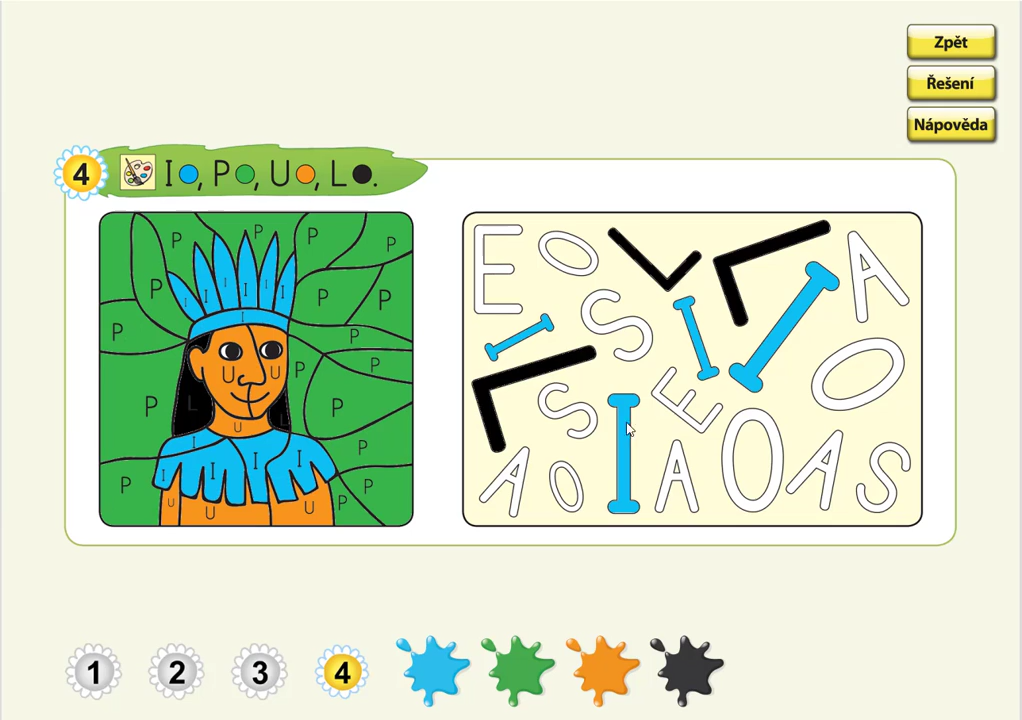 Zpět
Řešení
Nápověda
4 I, P, U, L.
P P P P
P P P
P
P P
P P
P
P
P P
P
I I I I I I
I
U U
L L
U
I I I I I
U U U
E O L L A
I S I I O
L S I E
A O A O A S
1 2 3 4